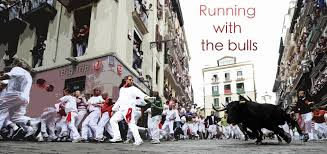 Running
with
the bulls